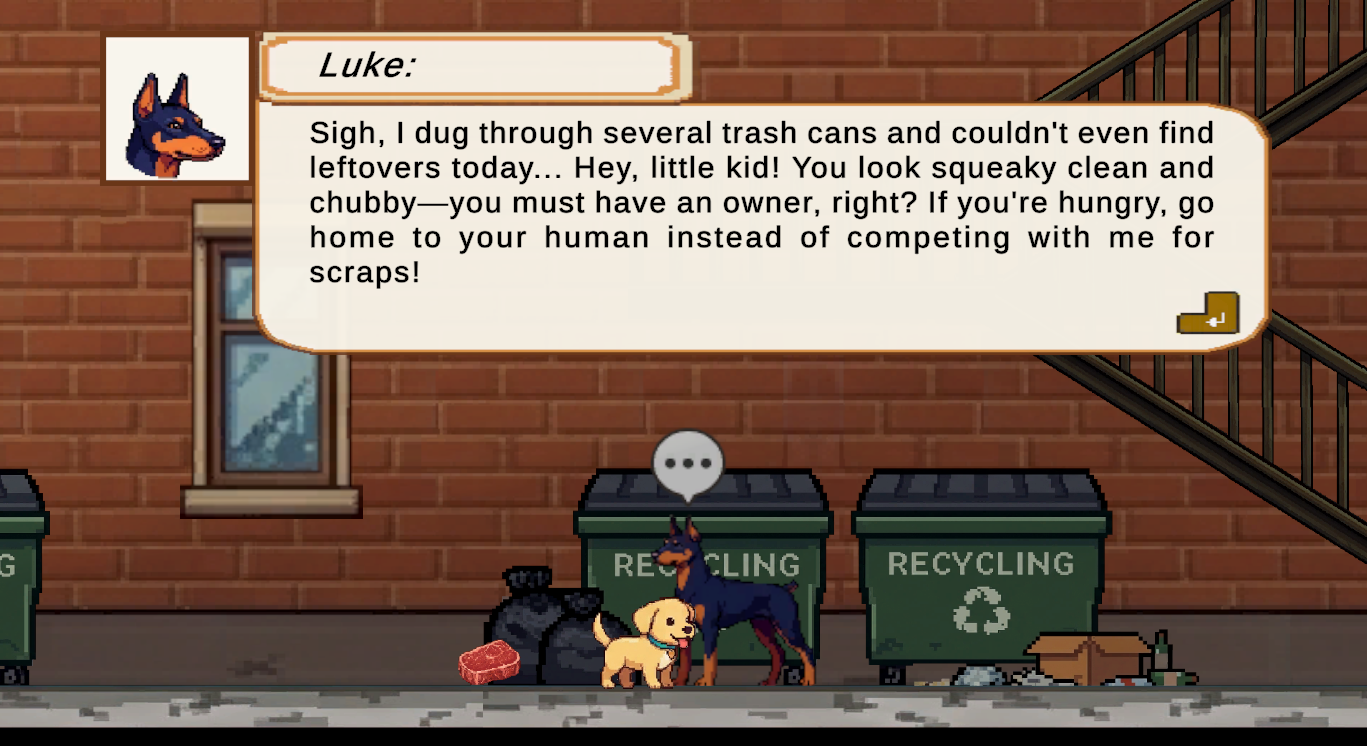 Luke:
Sigh, I dug through several trash cans and couldn't even find
leftovers today... Hey, little kid! You look squeaky clean and
chubby—you must have an owner, right? If you're hungry, go
home to your human instead of competing with me for
scraps!
G
RECYCLING
RECYCLING